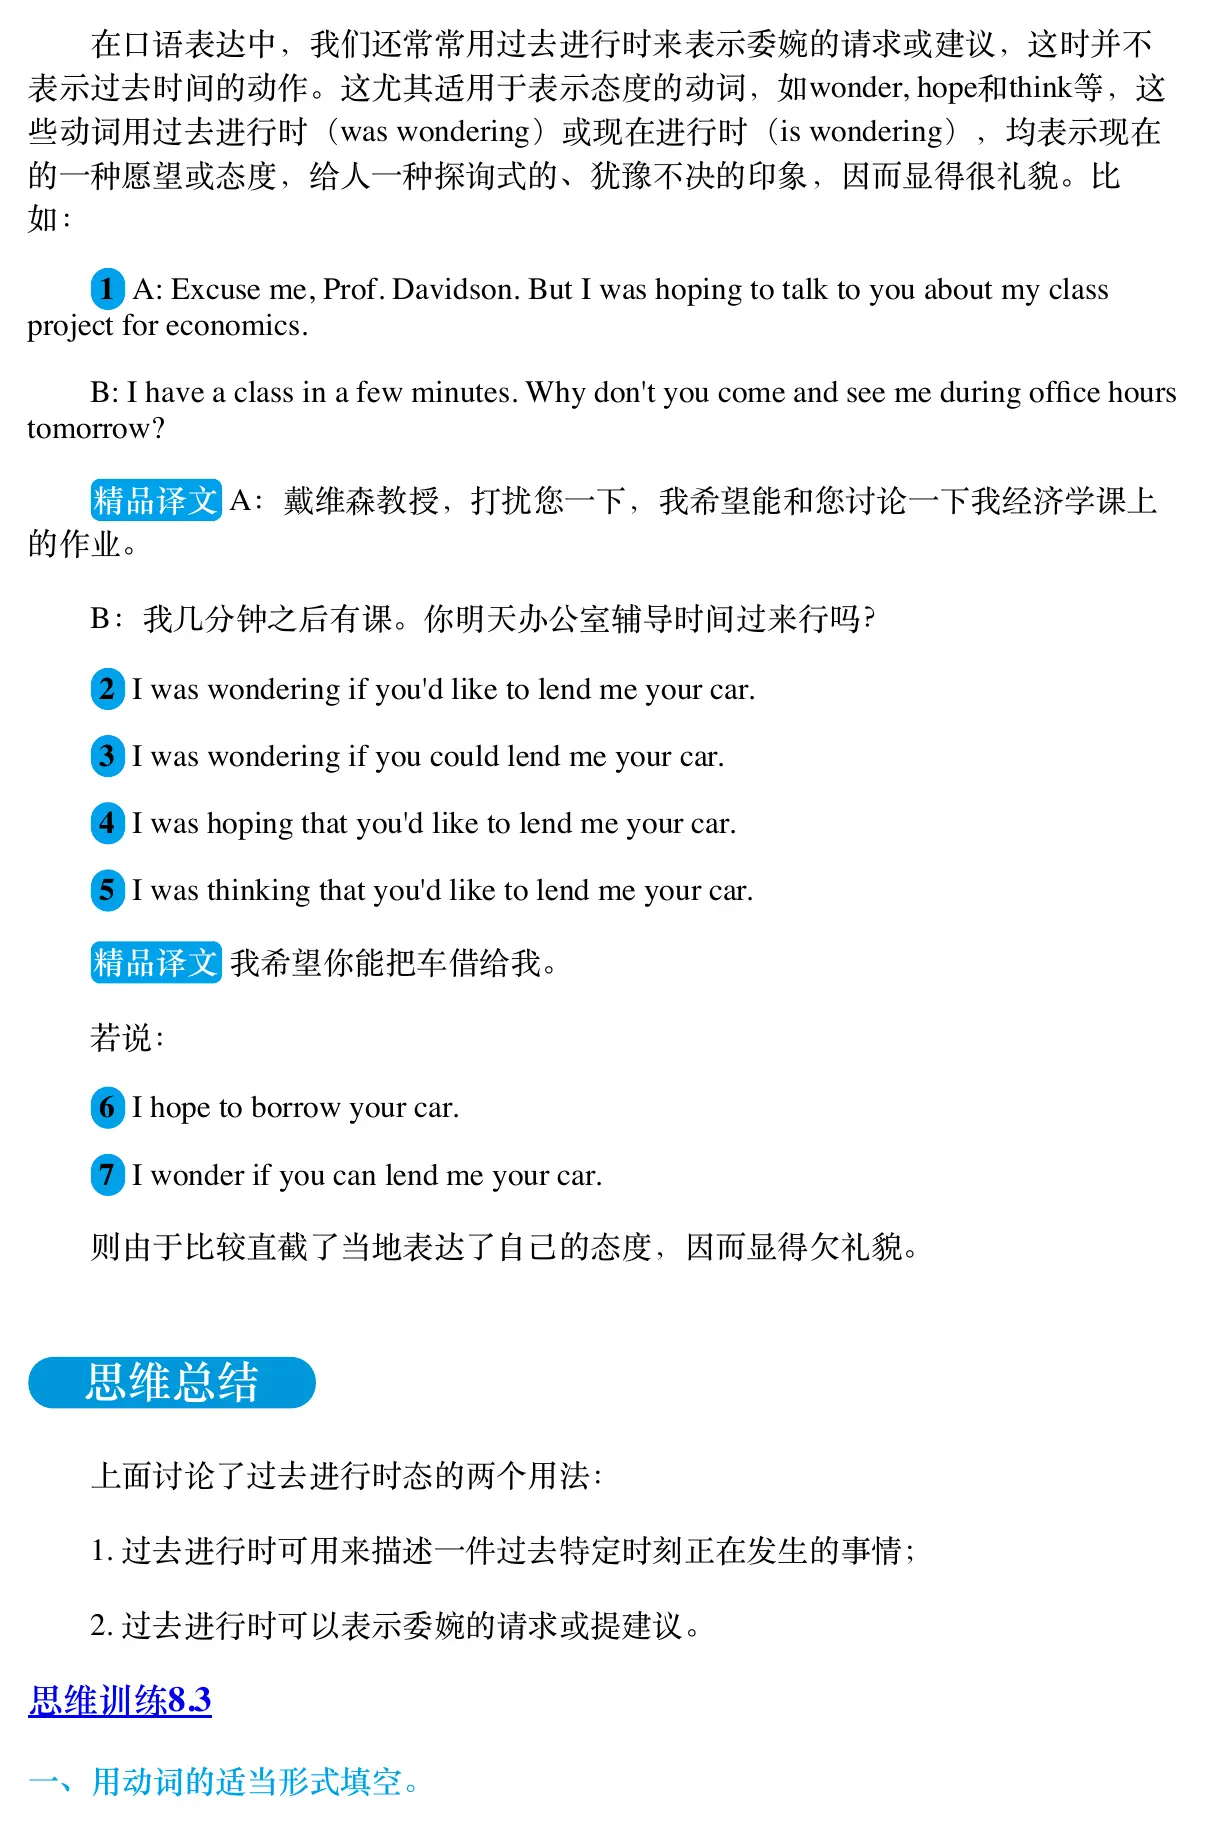 在口语表达中，我们还常常用过去进行时来表示委婉的请求或建议，这时并不
表示过去时间的动作。这尤其适用于表示态度的动词，如wonder, hope和think等，这
些动词用过去进行时（was wondering）或现在进行时（is wondering），均表示现在
的一种愿望或态度，给人一种探询式的、犹豫不决的印象，因而显得很礼貌。比
如：
1 A: Excuse me, Prof. Davidson. But I was hoping to talk to you about my class
project for economics.
B: I have a class in a few minutes. Why don't you come and see me during office hours
tomorrow?
精品译文 A：戴维森教授，打扰您一下，我希望能和您讨论一下我经济学课上
的作业。
B：我几分钟之后有课。你明天办公室辅导时间过来行吗？
2 I was wondering if you'd like to lend me your car.
3 I was wondering if you could lend me your car.
4 I was hoping that you'd like to lend me your car.
5 I was thinking that you'd like to lend me your car.
精品译文 我希望你能把车借给我。
若说：
6 I hope to borrow your car.
7 I wonder if you can lend me your car.
则由于比较直截了当地表达了自己的态度，因而显得欠礼貌。
思维总结
上面讨论了过去进行时态的两个用法：
1. 过去进行时可用来描述一件过去特定时刻正在发生的事情；
2. 过去进行时可以表示委婉的请求或提建议。
思维训练8.3
一、用动词的适当形式填空。